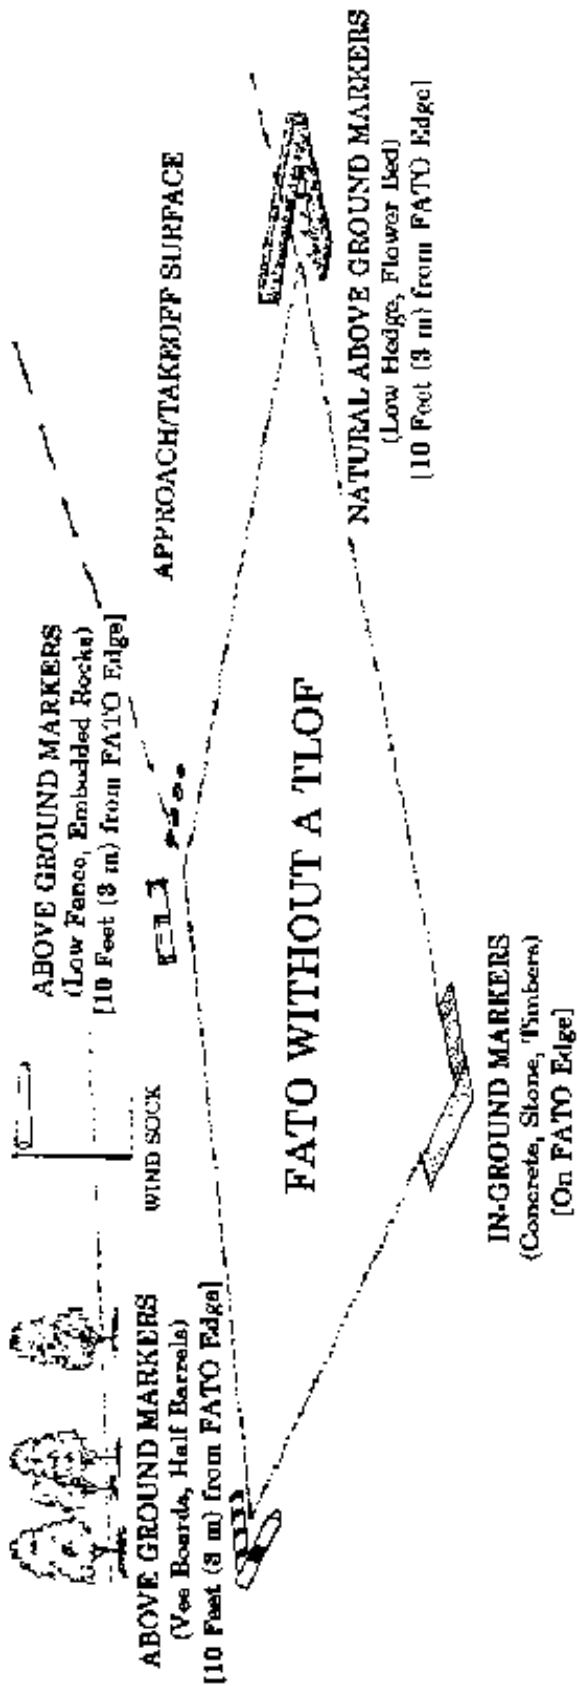 ABOVE GROUND MARKERS
(Vee Boards, Half Barrels)
[10 Feet (3 m) from FATO Edge]
WIND SOCK
ABOVE GROUND MARKERS
(Low Fence, Embedded Rocks)
[10 Feet (3 m) from FATO Edge]
APPROACH/TAKEOFF SURFACE
FATO WITHOUT A TLOF
IN-GROUND MARKERS
(Concrete, Stone, Timbers)
[On FATO Edge]
NATURAL ABOVE GROUND MARKERS
(Low Hedge, Flower Bed)
[10 Feet (3 m) from FATO Edge]